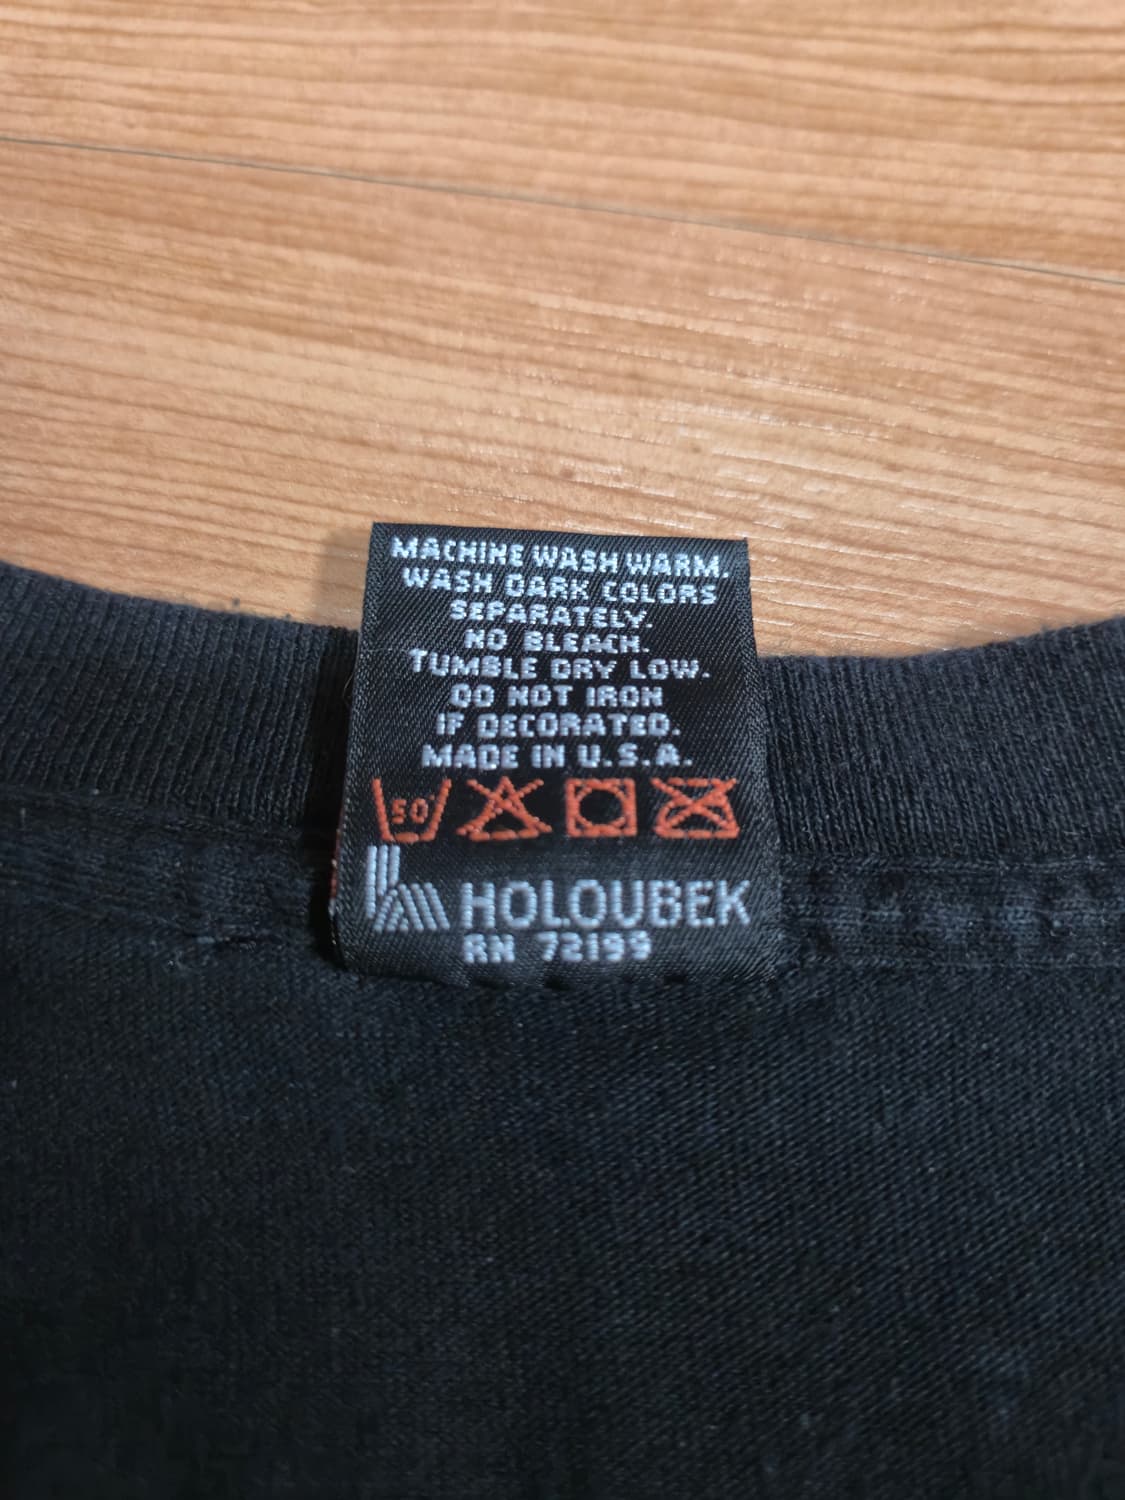 MACHINE WASH WARM.
WASH DARK COLORS
SEPARATELY.
NO BLEACH.
TUMBLE DRY LOW.
DO NOT IRON
IF DECORATED.
MADE IN U.S.A.
50
HOLOUBEK
RN 72199